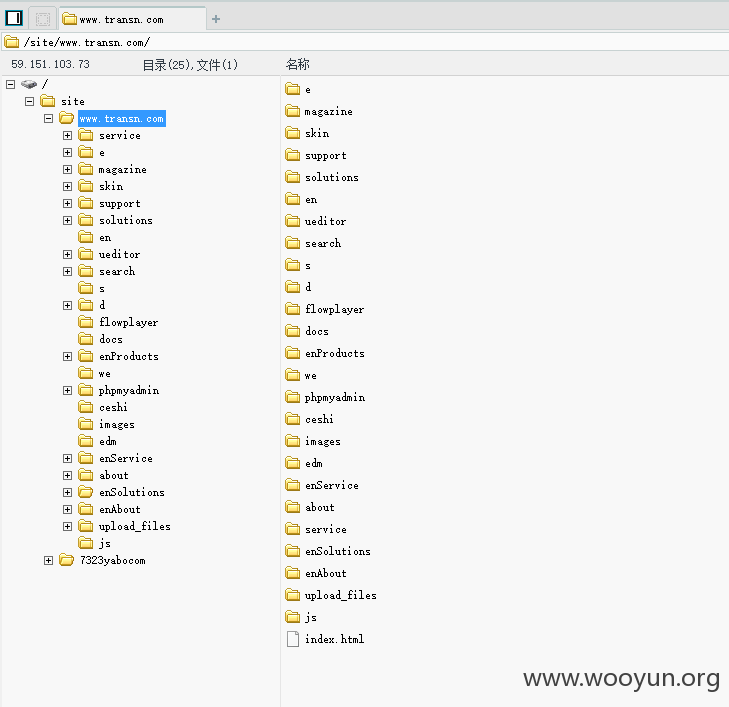 www.transn.com
/site/www.transn.com/
59.151.103.73 目录(25),文件(1) 名称
/
site
www.transn.com
service
e
magazine
skin
support
solutions
en
ueditor
search
s
d
flowplayer
docs
enProducts
we
phpmyadmin
ceshi
images
edm
enService
about
enSolutions
enAbout
upload_files
js
7323yabocom
e
magazine
skin
support
solutions
en
ueditor
search
s
d
flowplayer
docs
enProducts
we
phpmyadmin
ceshi
images
edm
enService
about
service
enSolutions
enAbout
upload_files
js
index.html
www.wooyun.org